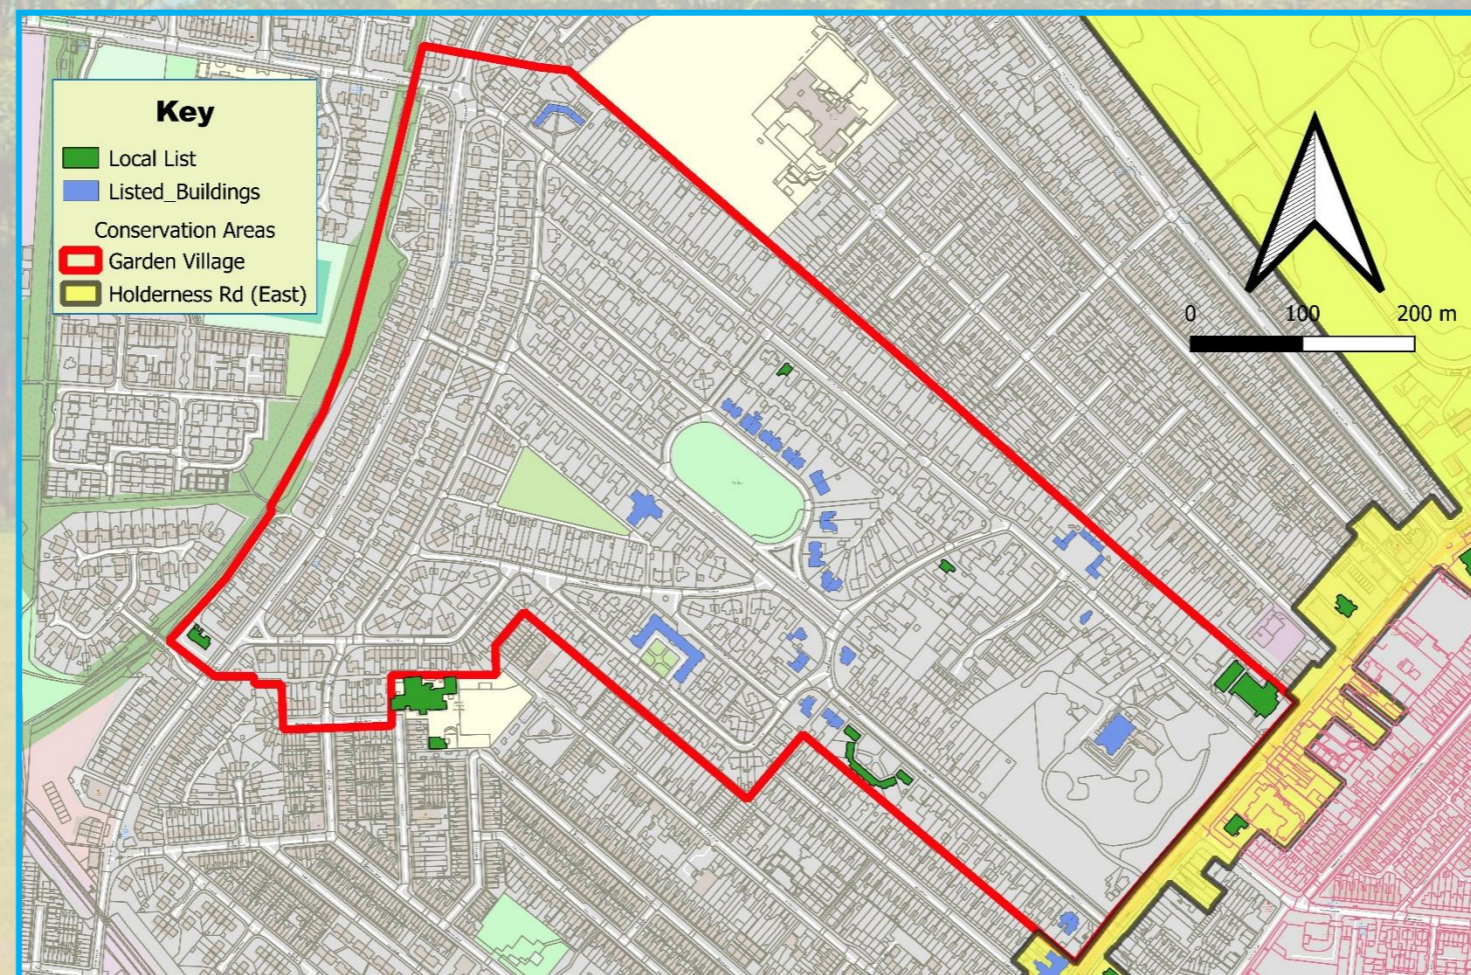 Key
Local List
Listed_Buildings
Conservation Areas
Garden Village
Holderness Rd (East)
0 100 200 m